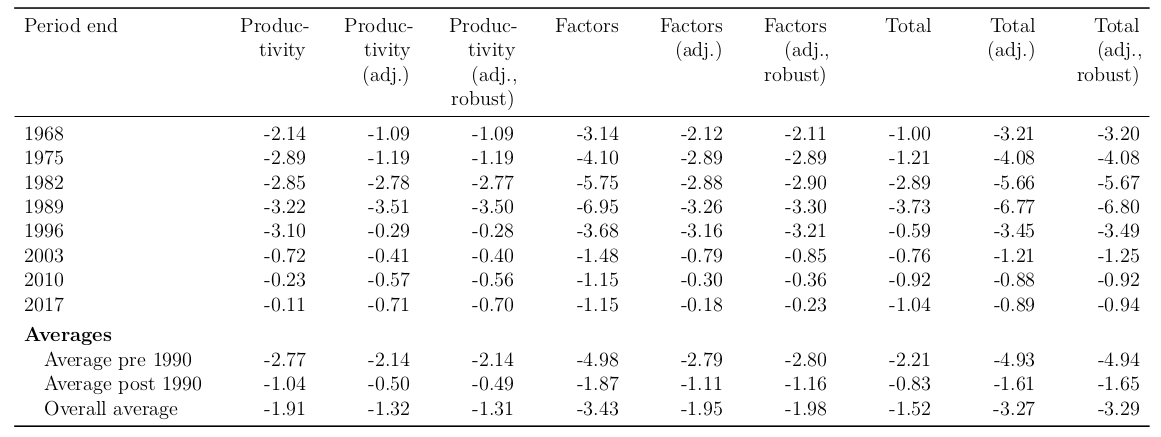 Period end Produc- Produc- Produc- Factors Factors Factors Total Total Total
tivity tivity tivity (adj.) (adj., (adj.) (adj.,
(adj.) (adj., robust) robust)
robust)
1968 -2.14 -1.09 -1.09 -3.14 -2.12 -2.11 -1.00 -3.21 -3.20
1975 -2.89 -1.19 -1.19 -4.10 -2.89 -2.89 -1.21 -4.08 -4.08
1982 -2.85 -2.78 -2.77 -5.75 -2.88 -2.90 -2.89 -5.66 -5.67
1989 -3.22 -3.51 -3.50 -6.95 -3.26 -3.30 -3.73 -6.77 -6.80
1996 -3.10 -0.29 -0.28 -3.68 -3.16 -3.21 -0.59 -3.45 -3.49
2003 -0.72 -0.41 -0.40 -1.48 -0.79 -0.85 -0.76 -1.21 -1.25
2010 -0.23 -0.57 -0.56 -1.15 -0.30 -0.36 -0.92 -0.88 -0.92
2017 -0.11 -0.71 -0.70 -1.15 -0.18 -0.23 -1.04 -0.89 -0.94
Averages
Average pre 1990 -2.77 -2.14 -2.14 -4.98 -2.79 -2.80 -2.21 -4.93 -4.94
Average post 1990 -1.04 -0.50 -0.49 -1.87 -1.11 -1.16 -0.83 -1.61 -1.65
Overall average -1.91 -1.32 -1.31 -3.43 -1.95 -1.98 -1.52 -3.27 -3.29